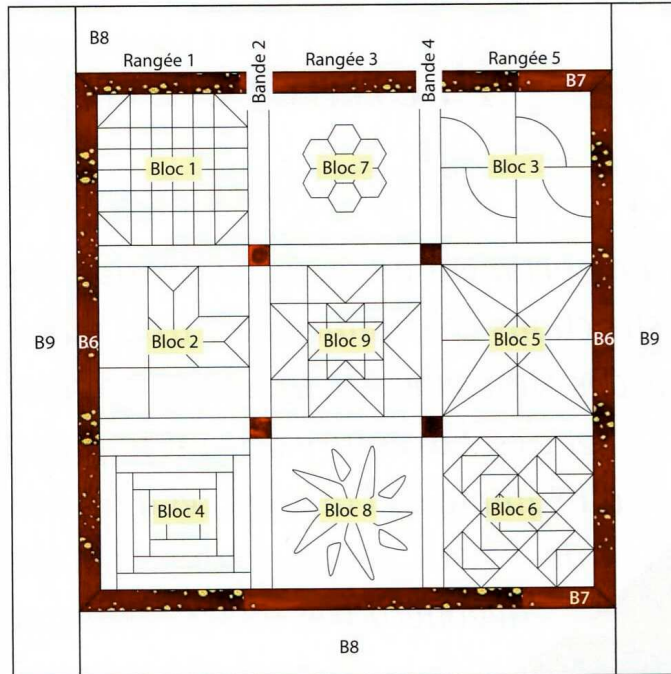 B8
Rangée 1
Bande 2
Rangée 3
Bande 4
Rangée 5
B7
Bloc 1
Bloc 7
Bloc 3
B9
B6
Bloc 2
Bloc 9
Bloc 5
B6
B9
Bloc 4
Bloc 8
Bloc 6
B7
B8